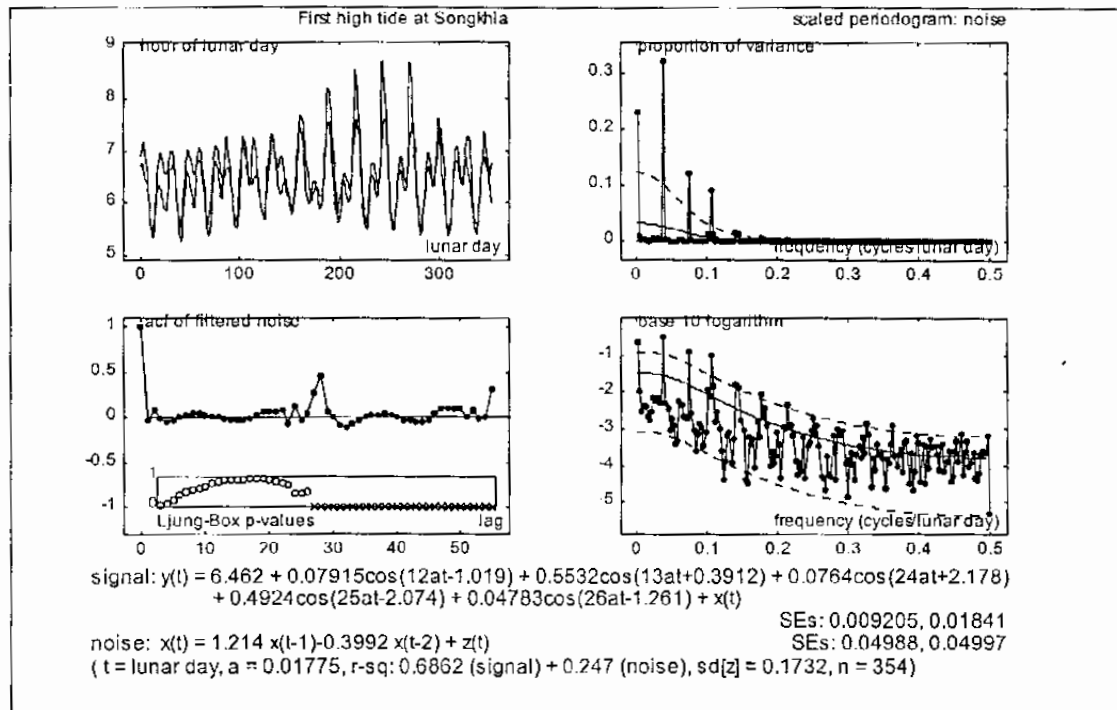 First high tide at Songkhla
hour of lunar day
9
8
7
6
5
lunar day
0 100 200 300
scaled periodogram: noise
proportion of variance
0.3
0.2
0.1
0
frequency (cycles/lunar day)
0 0.1 0.2 0.3 0.4 0.5
acf of filtered noise
1
0.5
0
-0.5
-1
1
0
Ljung-Box p-values lag
0 10 20 30 40 50
base 10 logarithm
-1
-2
-3
-4
-5
frequency (cycles/lunar day)
0 0.1 0.2 0.3 0.4 0.5
signal: y(t) = 6.462 + 0.07915cos(12at-1.019) + 0.5532cos(13at+0.3912) + 0.0764cos(24at+2.178)
+ 0.4924cos(25at-2.074) + 0.04783cos(26at-1.261) + x(t)
SEs: 0.009205, 0.01841
noise: x(t) = 1.214 x(t-1)-0.3992 x(t-2) + z(t) SEs: 0.04988, 0.04997
( t = lunar day, a = 0.01775, r-sq: 0.6862 (signal) + 0.247 (noise), sd[z] = 0.1732, n = 354)